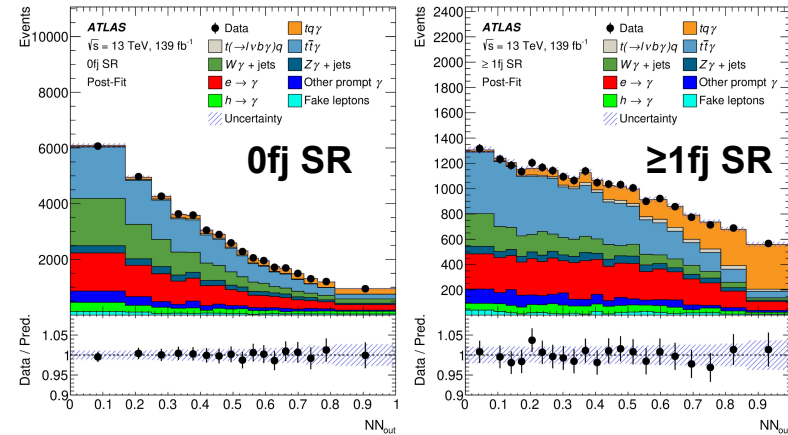 Events
10000
8000
6000
4000
2000
ATLAS
√s = 13 TeV, 139 fb⁻¹
0fj SR
Post-Fit
Data
tqγ
t(→lνbγ)q
tt̄γ
Wγ + jets
Zγ + jets
e → γ
Other prompt γ
h → γ
Fake leptons
Uncertainty
0fj SR
Data / Pred.
1.05
1
0.95
0.9
0 0.1 0.2 0.3 0.4 0.5 0.6 0.7 0.8 0.9 1
NNout
Events
2400
2200
2000
1800
1600
1400
1200
1000
800
600
400
200
ATLAS
√s = 13 TeV, 139 fb⁻¹
≥ 1fj SR
Post-Fit
Data
tqγ
t(→lνbγ)q
tt̄γ
Wγ + jets
Zγ + jets
e → γ
Other prompt γ
h → γ
Fake leptons
Uncertainty
≥1fj SR
Data / Pred.
1.05
1
0.95
0.9
0 0.1 0.2 0.3 0.4 0.5 0.6 0.7 0.8 0.9
NNout